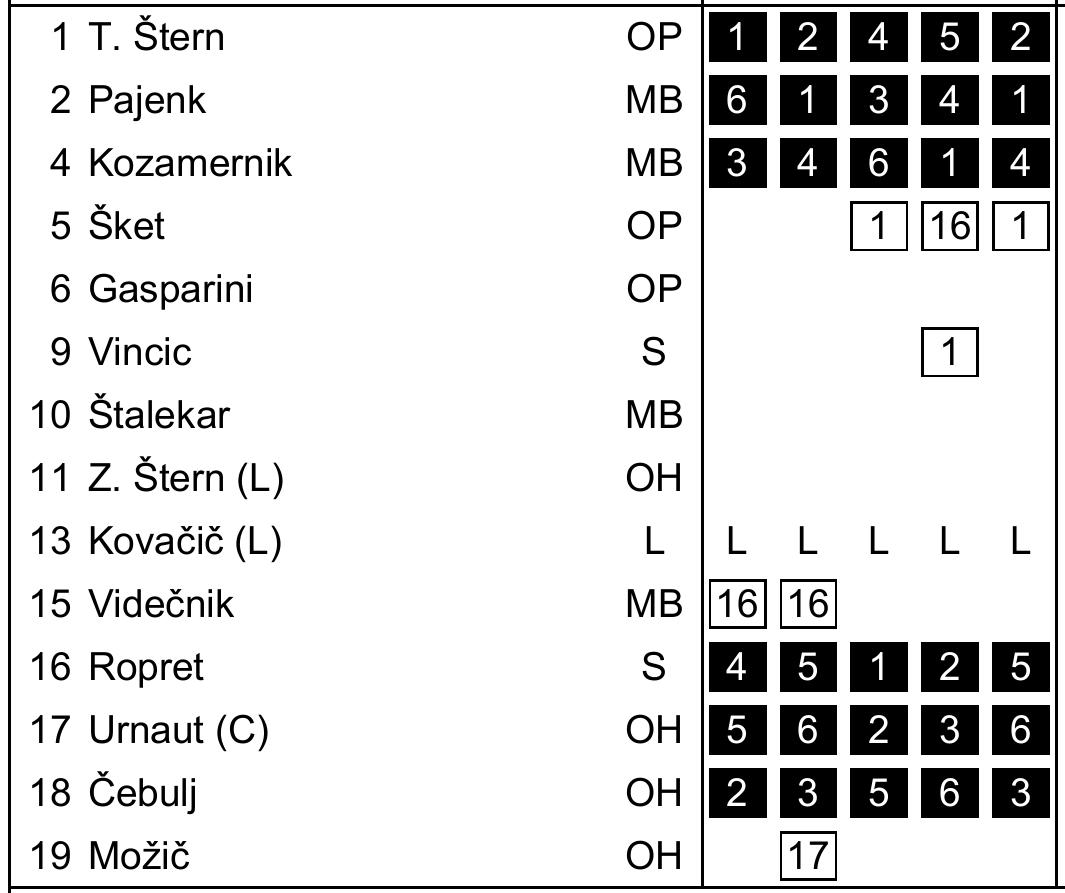 1 T. Štern OP 1 2 4 5 2
2 Pajenk MB 6 1 3 4 1
4 Kozamernik MB 3 4 6 1 4
5 Šket OP 1 16 1
6 Gasparini OP
9 Vincic S 1
10 Štalekar MB
11 Z. Štern (L) OH
13 Kovačič (L) L L L L L L
15 Videčnik MB 16 16
16 Ropret S 4 5 1 2 5
17 Urnaut (C) OH 5 6 2 3 6
18 Čebulj OH 2 3 5 6 3
19 Možič OH 17